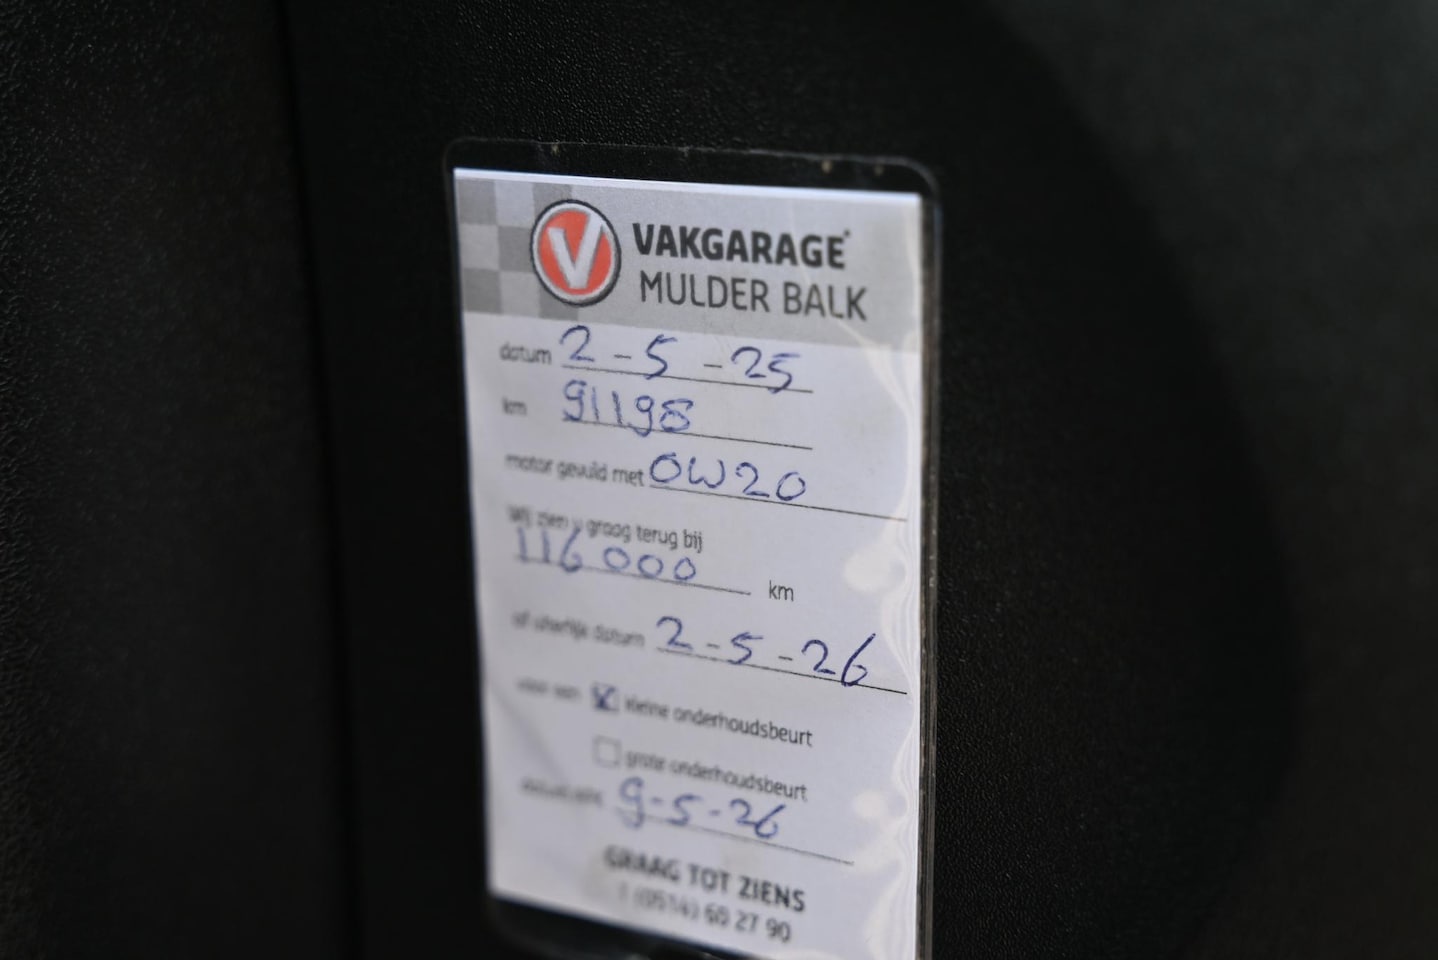 V VAKGARAGE
MULDER BALK
datum 2-5-25
km 91198
motor gevuld met 0W20
Wij zien u graag terug bij
116000 km
of uiterlijk datum 2-5-26
voor een ☒ kleine onderhoudsbeurt
☐ grote onderhoudsbeurt
9-5-26
GRAAG TOT ZIENS
T (0514) 60 27 90